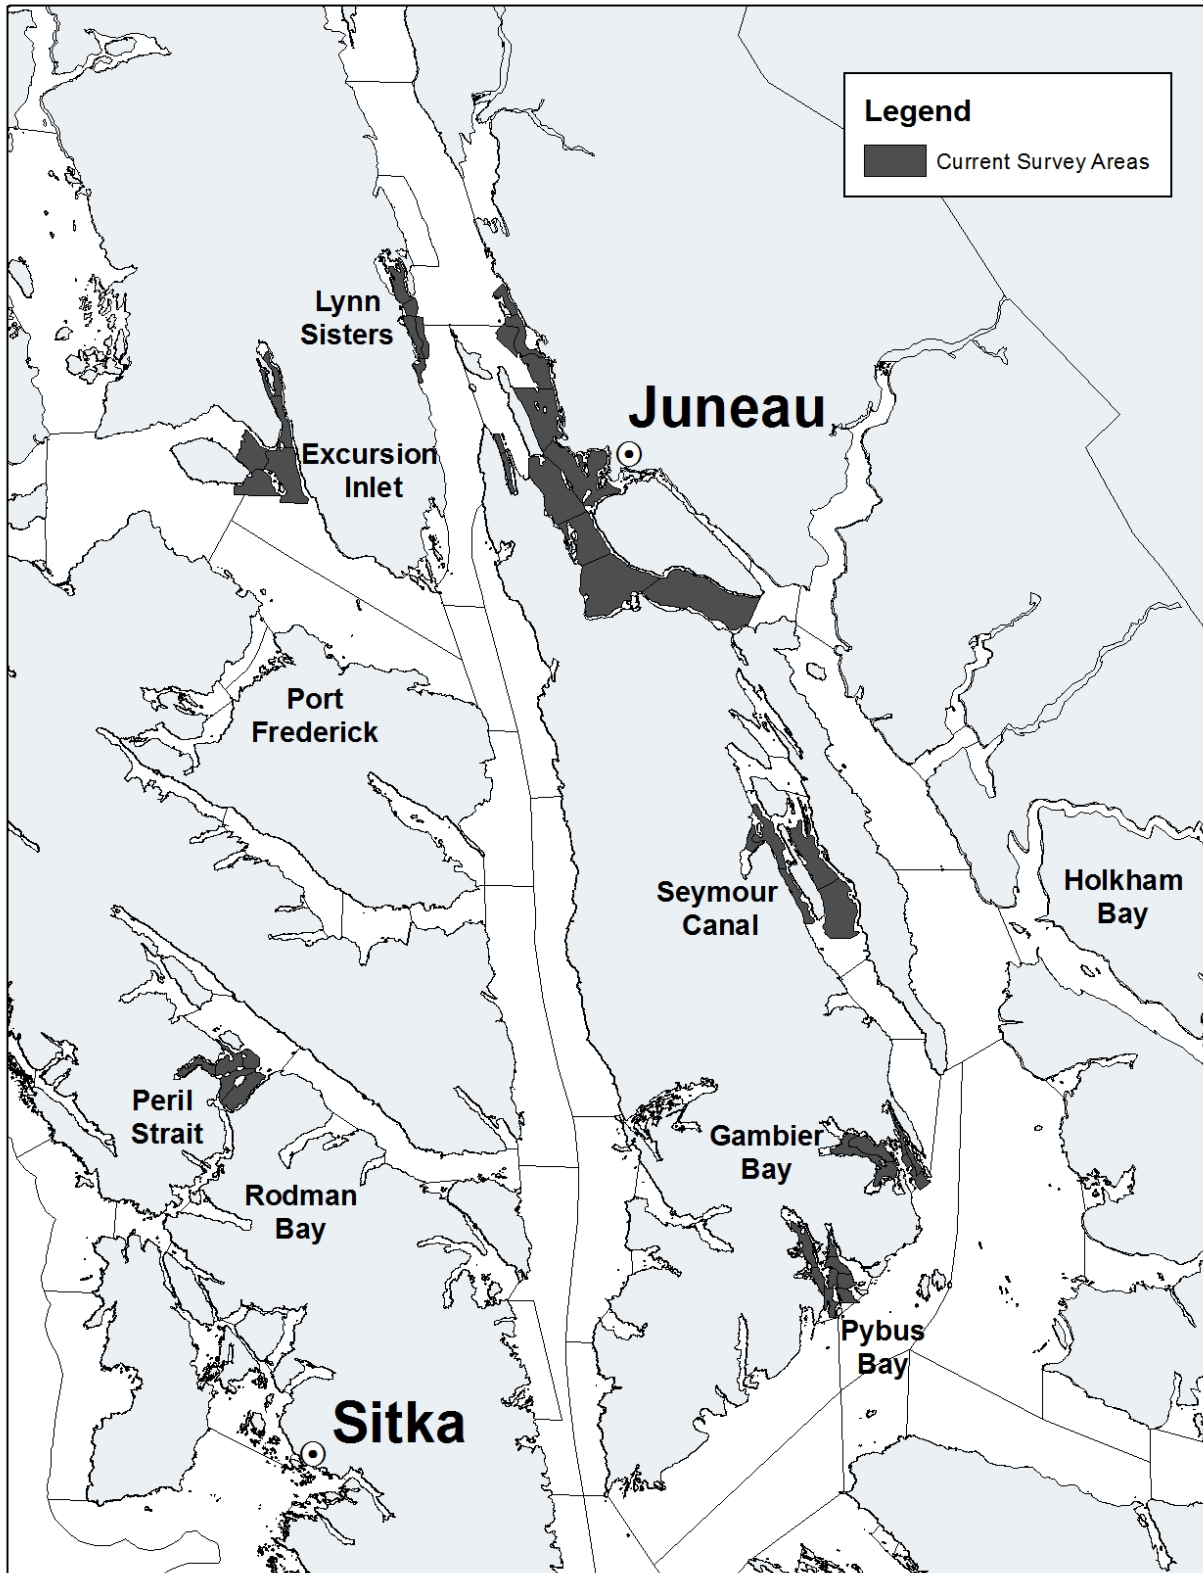 Legend
Current Survey Areas
Lynn
Sisters
Juneau
Excursion
Inlet
Port
Frederick
Seymour
Canal
Holkham
Bay
Peril
Strait
Gambier
Bay
Rodman
Bay
Pybus
Bay
Sitka